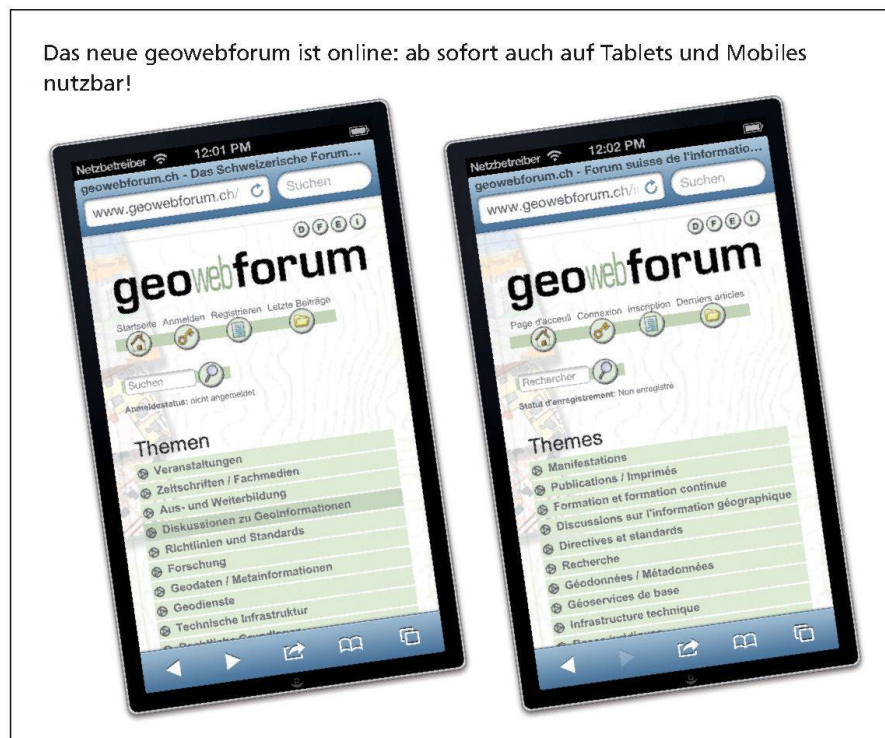 Das neue geowebforum ist online: ab sofort auch auf Tablets und Mobiles
nutzbar!
Netzbetreiber 12:01 PM
geowebforum.ch - Das Schweizerische Forum...
www.geowebforum.ch/ Suchen
D F E I
geowebforum
Startseite Anmelden Registrieren Letzte Beiträge
Suchen
Anmeldestatus: nicht angemeldet
Themen
Veranstaltungen
Zeitschriften / Fachmedien
Aus- und Weiterbildung
Diskussionen zu Geoinformationen
Richtlinien und Standards
Forschung
Geodaten / Metainformationen
Geodienste
Technische Infrastruktur
Netzbetreiber 12:02 PM
geowebforum.ch - Forum suisse de l'informatio...
www.geowebforum.ch/i Suchen
D F E I
geowebforum
Page d'acceuil Connexion Inscription Derniers articles
Rechercher
Statut d'enregistrement: Non enregistré
Themes
Manifestations
Publications / Imprimés
Formation et formation continue
Discussions sur l'information géographique
Directives et standards
Recherche
Géodonnées / Métadonnées
Géoservices de base
Infrastructure technique